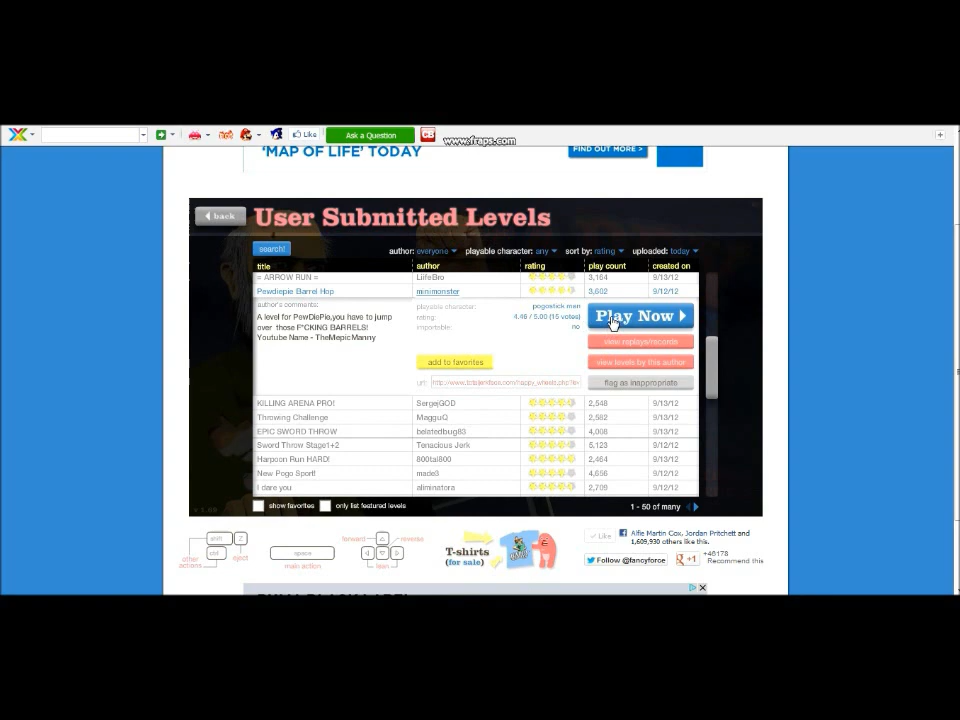 Like
Ask a Question
www.fraps.com
'MAP OF LIFE' TODAY
FIND OUT MORE >
back
User Submitted Levels
search!
author: everyone playable character: any sort by: rating uploaded: today
title author rating play count created on
= ARROW RUN = LiifeBro 3,164 9/13/12
Pewdiepie Barrel Hop minimonster 3,602 9/12/12
author's comments:
A level for PewDiePie,you have to jump
over those F*CKING BARRELS!
Youtube Name - TheMepicManny
playable character: pogostick man
rating: 4.46 / 5.00 (15 votes)
importable: no
Play Now
view replays/records
add to favorites
view levels by this author
url:
flag as inappropriate
KILLING ARENA PRO! SergejGOD 2,548 9/13/12
Throwing Challenge MagguQ 2,582 9/13/12
EPIC SWORD THROW belatedbug83 4,008 9/13/12
Sword Throw Stage1+2 Tenacious Jerk 5,123 9/12/12
Harpoon Run HARD! 800tal800 2,464 9/13/12
New Pogo Sport! made3 4,656 9/12/12
I dare you aliminatora 2,709 9/12/12
show favorites only list featured levels 1 - 50 of many
shift Z
ctrl eject
other
actions
space
main action
forward reverse
lean
T-shirts
(for sale)
Like
Alfie Martin Cox, Jordan Pritchett and
1,609,930 others like this.
Follow @fancyforce
+1
+46178
Recommend this